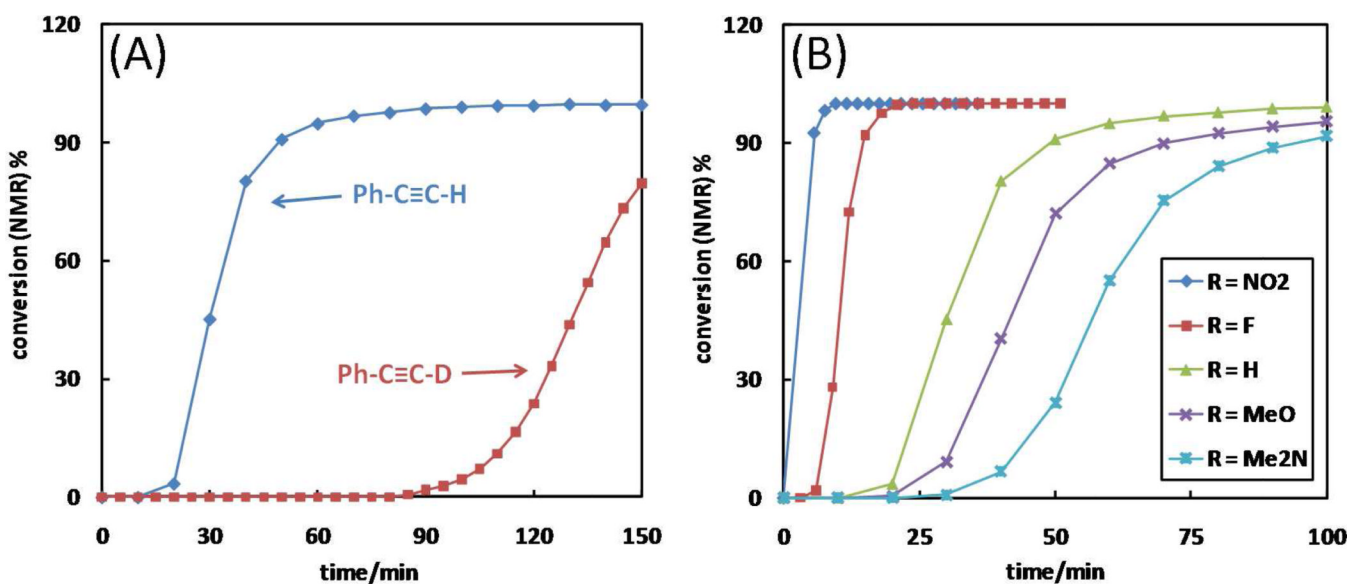 (A)
conversion (NMR) %
120
90
60
30
0
Ph-C≡C-H
Ph-C≡C-D
0 30 60 90 120 150
time/min
(B)
conversion (NMR) %
120
90
60
30
0
R = NO2
R = F
R = H
R = MeO
R = Me2N
0 25 50 75 100
time/min